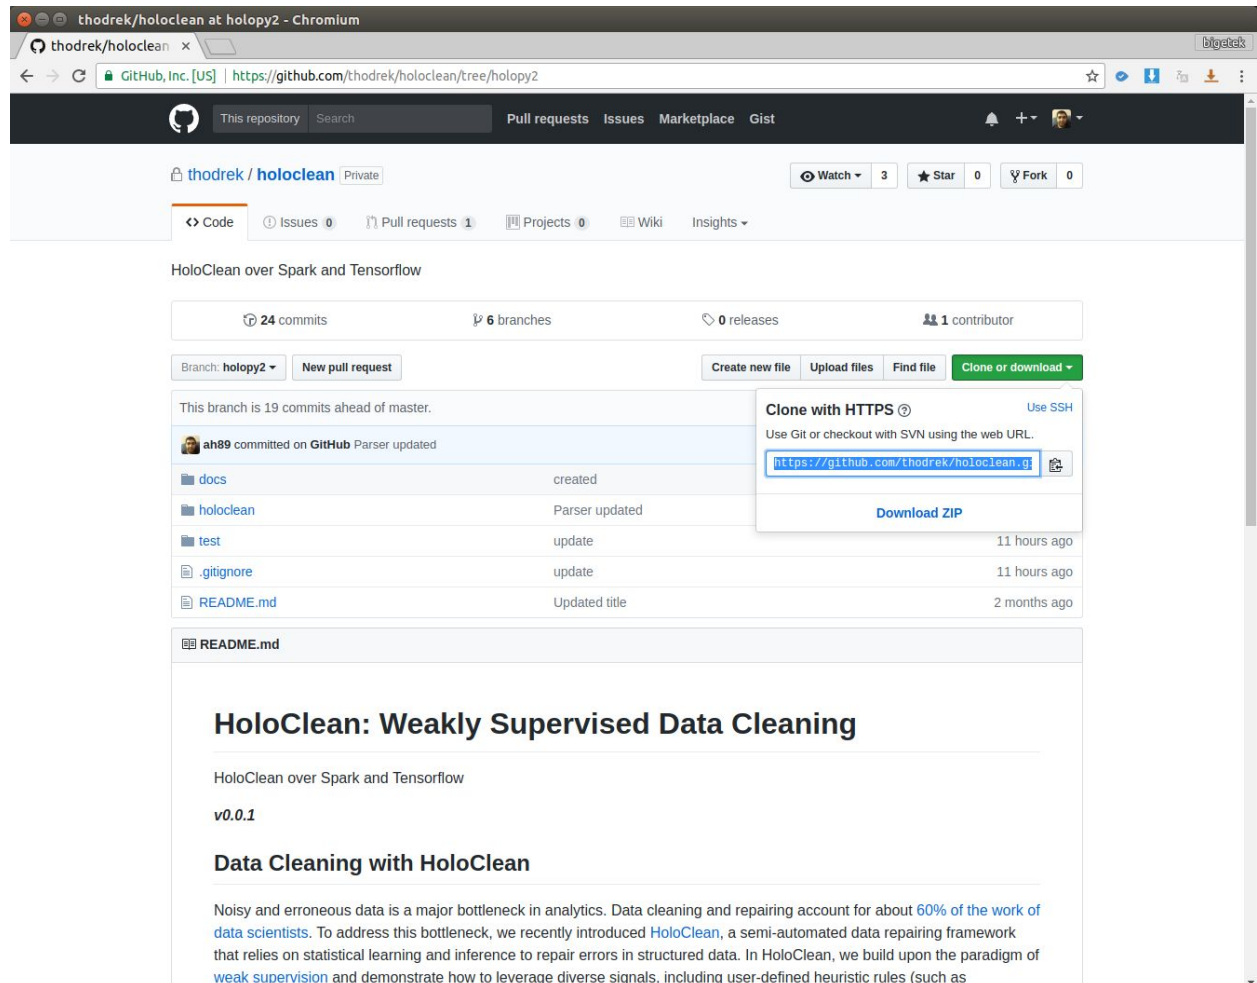 thodrek/holoclean at holopy2 - Chromium
thodrek/holoclean ×
bigetek
GitHub, Inc. [US] | https://github.com/thodrek/holoclean/tree/holopy2
This repository Search Pull requests Issues Marketplace Gist
thodrek / holoclean Private
Watch 3 Star 0 Fork 0
Code Issues 0 Pull requests 1 Projects 0 Wiki Insights
HoloClean over Spark and Tensorflow
24 commits 6 branches 0 releases 1 contributor
Branch: holopy2 New pull request Create new file Upload files Find file Clone or download
This branch is 19 commits ahead of master.
Clone with HTTPS Use SSH
Use Git or checkout with SVN using the web URL.
https://github.com/thodrek/holoclean.gi
Download ZIP
ah89 committed on GitHub Parser updated
docs created
holoclean Parser updated
test update 11 hours ago
.gitignore update 11 hours ago
README.md Updated title 2 months ago
README.md
HoloClean: Weakly Supervised Data Cleaning
HoloClean over Spark and Tensorflow
v0.0.1
Data Cleaning with HoloClean
Noisy and erroneous data is a major bottleneck in analytics. Data cleaning and repairing account for about 60% of the work of
data scientists. To address this bottleneck, we recently introduced HoloClean, a semi-automated data repairing framework
that relies on statistical learning and inference to repair errors in structured data. In HoloClean, we build upon the paradigm of
weak supervision and demonstrate how to leverage diverse signals, including user-defined heuristic rules (such as